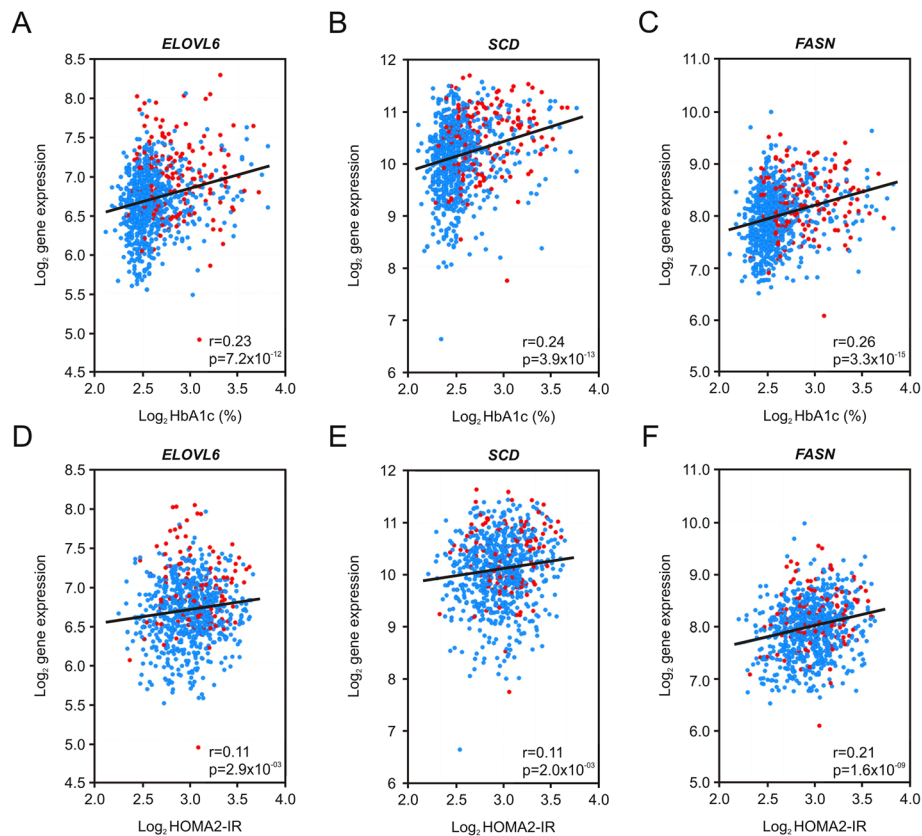 A
ELOVL6
8.5
8.0
7.5
7.0
6.5
6.0
5.5
5.0
4.5
Log₂ gene expression
r=0.23
p=7.2x10⁻¹²
2.0 2.5 3.0 3.5 4.0
Log₂ HbA1c (%)
B
SCD
12
11
10
9
8
7
6
Log₂ gene expression
r=0.24
p=3.9x10⁻¹³
2.0 2.5 3.0 3.5 4.0
Log₂ HbA1c (%)
C
FASN
11.0
10.0
9.0
8.0
7.0
6.0
5.0
Log₂ gene expression
r=0.26
p=3.3x10⁻¹⁵
2.0 2.5 3.0 3.5 4.0
Log₂ HbA1c (%)
D
ELOVL6
8.5
8.0
7.5
7.0
6.5
6.0
5.5
5.0
4.5
Log₂ gene expression
r=0.11
p=2.9x10⁻⁰³
2.0 2.5 3.0 3.5 4.0
Log₂ HOMA2-IR
E
SCD
12
11
10
9
8
7
6
Log₂ gene expression
r=0.11
p=2.0x10⁻⁰³
2.0 2.5 3.0 3.5 4.0
Log₂ HOMA2-IR
F
FASN
11.0
10.0
9.0
8.0
7.0
6.0
5.0
Log₂ gene expression
r=0.21
p=1.6x10⁻⁰⁹
2.0 2.5 3.0 3.5 4.0
Log₂ HOMA2-IR